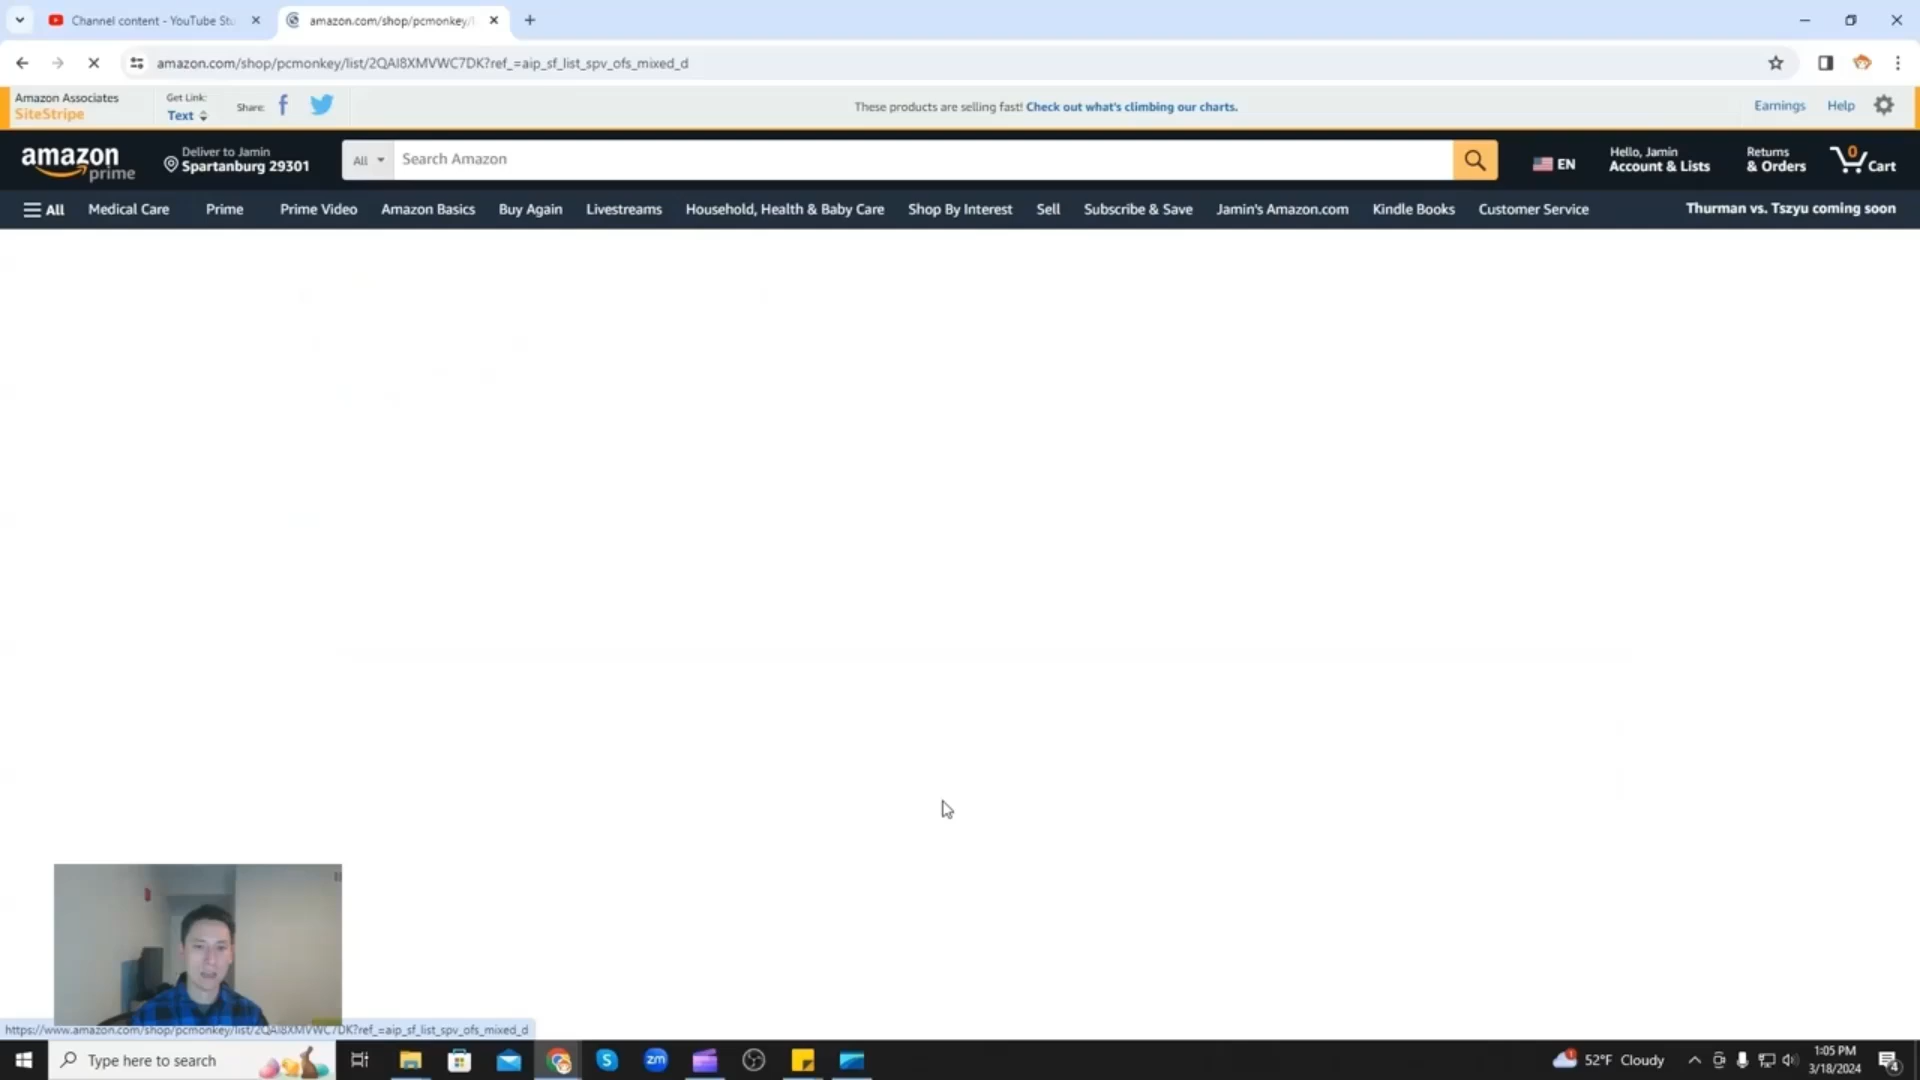 Channel content - YouTube Stu
amazon.com/shop/pcmonkey/l
amazon.com/shop/pcmonkey/list/2QAI8XMVWC7DK?ref_=aip_sf_list_spv_ofs_mixed_d
Amazon Associates
SiteStripe
Get Link:
Text
Share:
These products are selling fast! Check out what's climbing our charts.
Earnings
Help
amazon
prime
Deliver to Jamin
Spartanburg 29301
All
Search Amazon
EN
Hello, Jamin
Account & Lists
Returns
& Orders
0
Cart
All
Medical Care
Prime
Prime Video
Amazon Basics
Buy Again
Livestreams
Household, Health & Baby Care
Shop By Interest
Sell
Subscribe & Save
Jamin's Amazon.com
Kindle Books
Customer Service
Thurman vs. Tszyu coming soon
https://www.amazon.com/shop/pcmonkey/list/2QAI8XMVWC7DK?ref_=aip_sf_list_spv_ofs_mixed_d
Type here to search
S
zm
52°F Cloudy
1:05 PM
3/18/2024
4